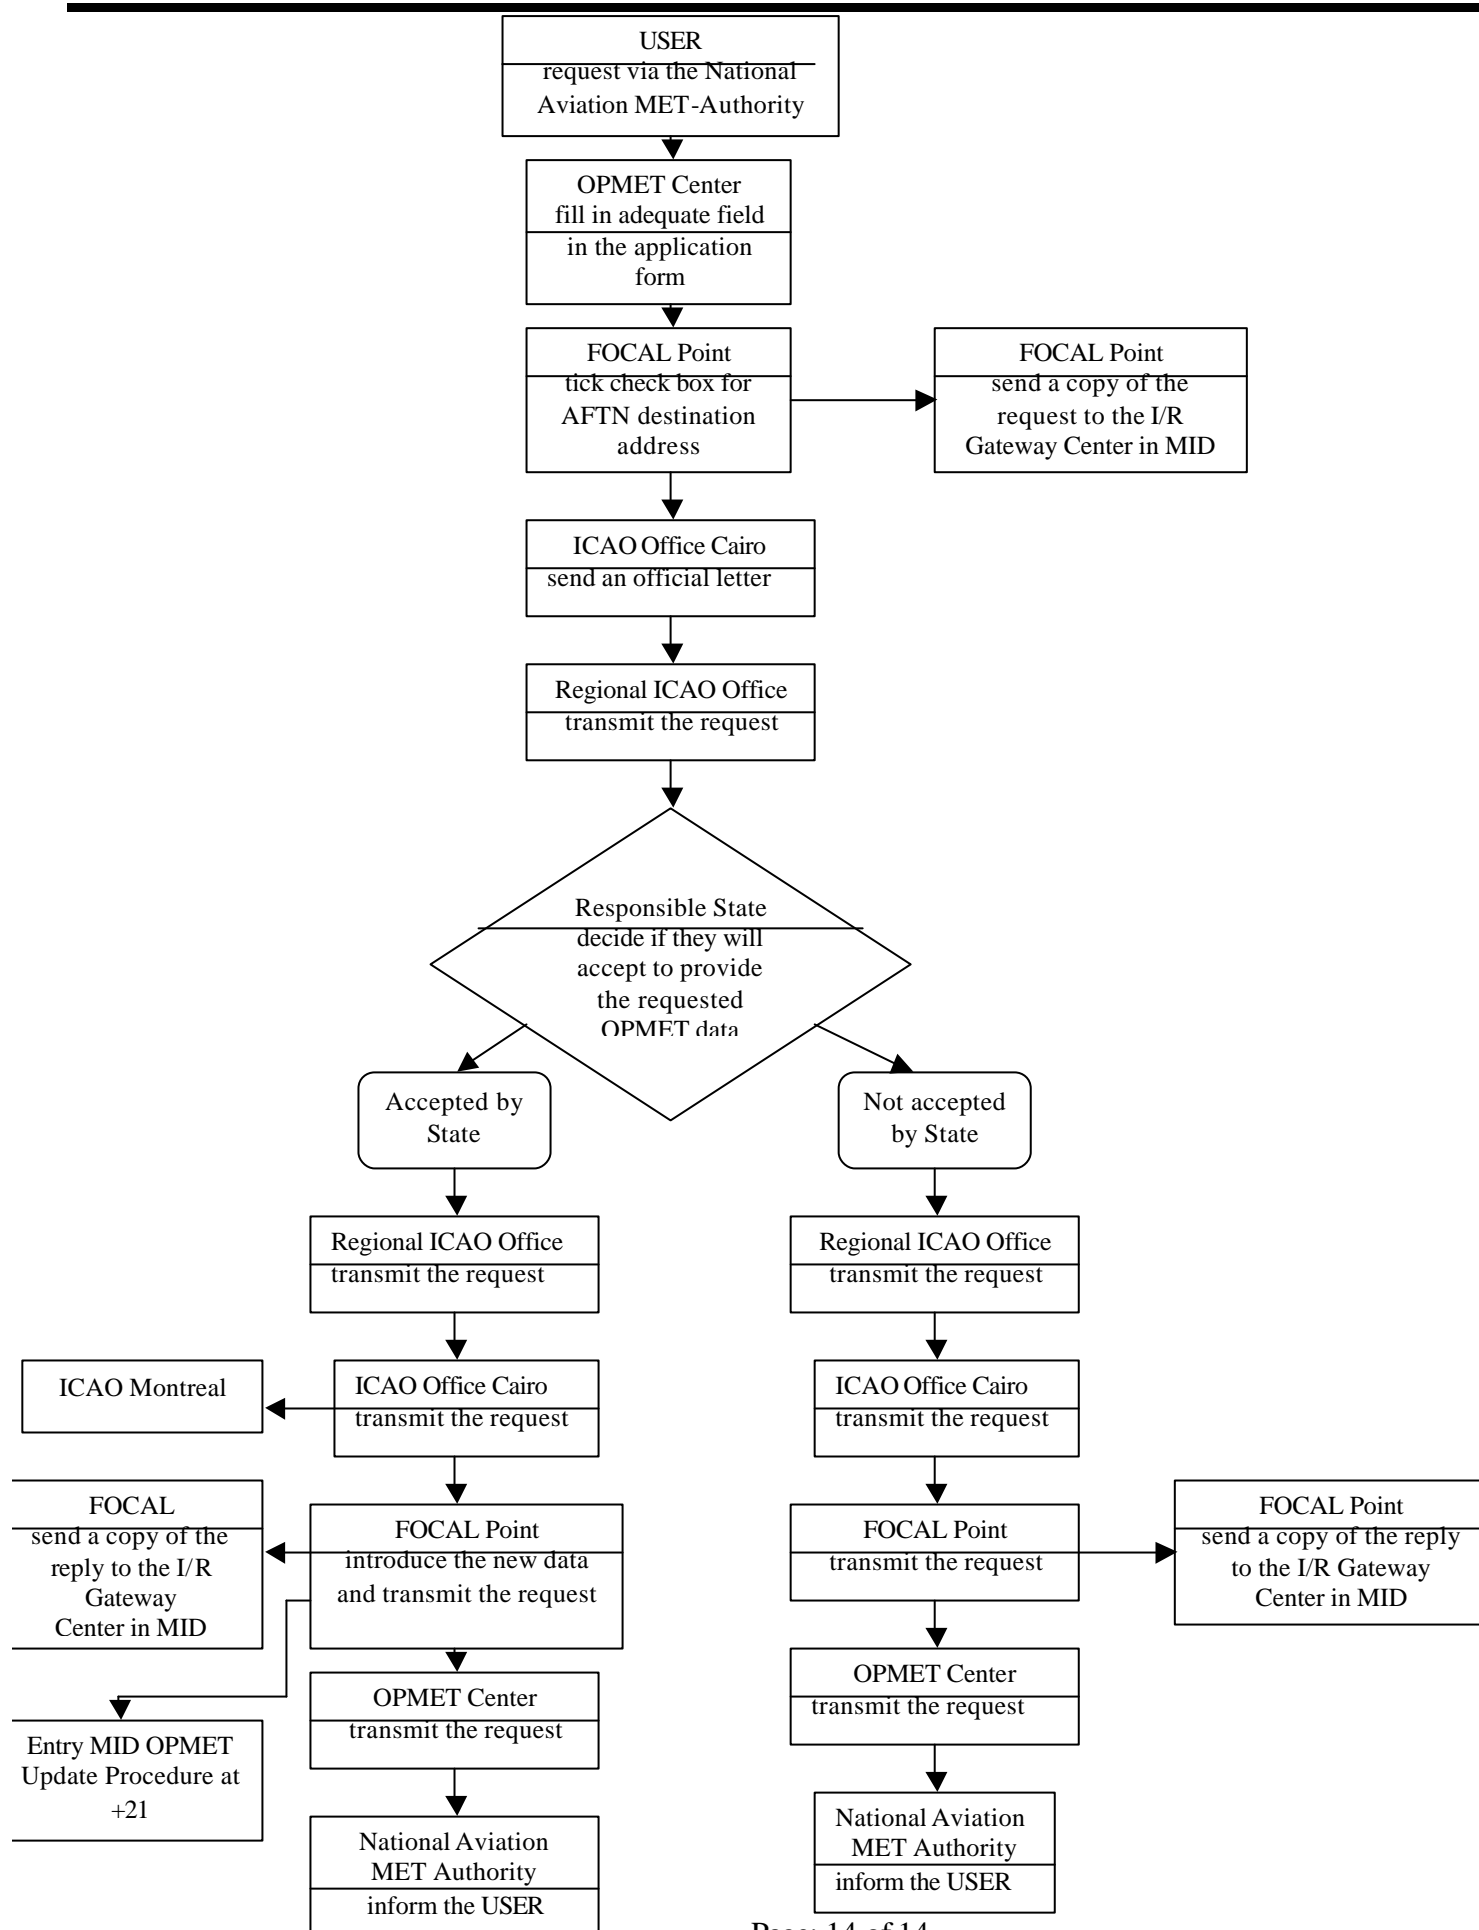 USER
request via the National
Aviation MET-Authority
OPMET Center
fill in adequate field
in the application
form
FOCAL Point
tick check box for
AFTN destination
address
FOCAL Point
send a copy of the
request to the I/R
Gateway Center in MID
ICAO Office Cairo
send an official letter
Regional ICAO Office
transmit the request
Responsible State
decide if they will
accept to provide
the requested
OPMET data
Accepted by
State
Not accepted
by State
Regional ICAO Office
transmit the request
Regional ICAO Office
transmit the request
ICAO Montreal
ICAO Office Cairo
transmit the request
ICAO Office Cairo
transmit the request
FOCAL
send a copy of the
reply to the I/R
Gateway
Center in MID
FOCAL Point
introduce the new data
and transmit the request
FOCAL Point
transmit the request
FOCAL Point
send a copy of the reply
to the I/R Gateway
Center in MID
OPMET Center
transmit the request
OPMET Center
transmit the request
Entry MID OPMET
Update Procedure at
+21
National Aviation
MET Authority
inform the USER
National Aviation
MET Authority
inform the USER
Page: 14 of 14